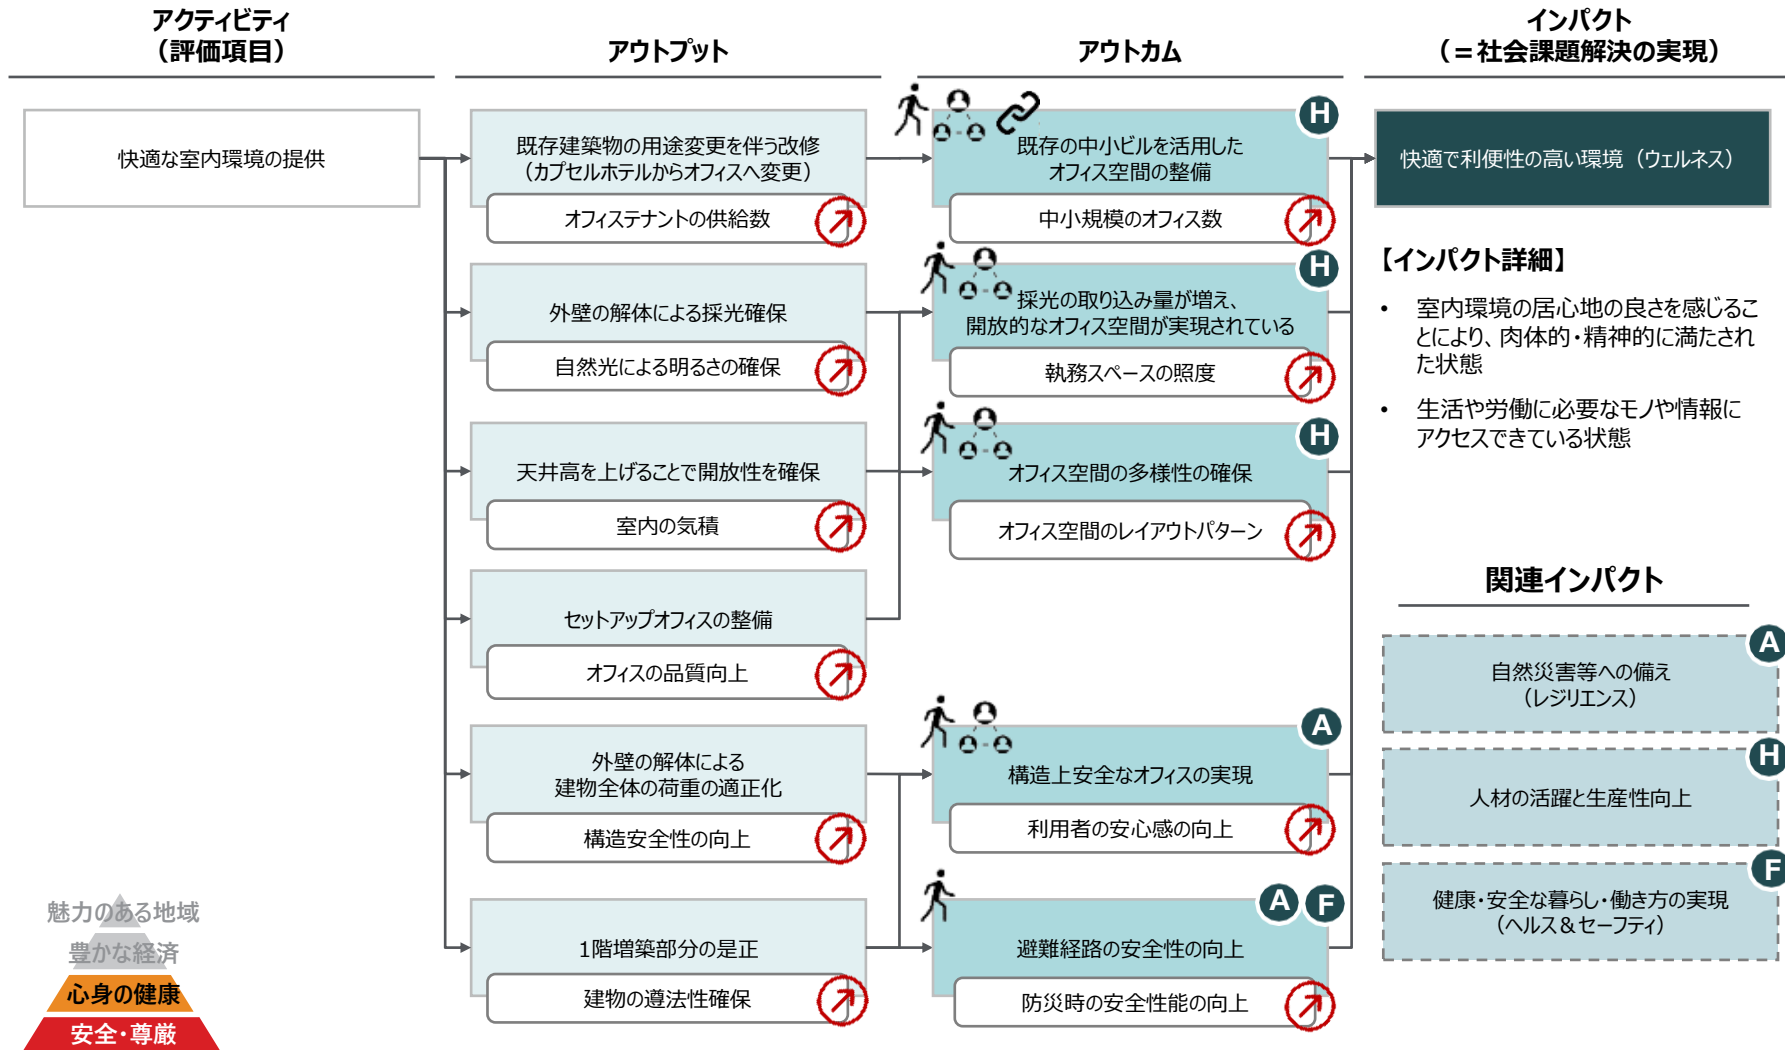 アクティビティ
（評価項目）
アウトプット
アウトカム
インパクト
（＝社会課題解決の実現）
快適な室内環境の提供
既存建築物の用途変更を伴う改修
（カプセルホテルからオフィスへ変更）
オフィステナントの供給数
外壁の解体による採光確保
自然光による明るさの確保
天井高を上げることで開放性を確保
室内の気積
セットアップオフィスの整備
オフィスの品質向上
外壁の解体による
建物全体の荷重の適正化
構造安全性の向上
1階増築部分の是正
建物の遵法性確保
H
既存の中小ビルを活用した
オフィス空間の整備
中小規模のオフィス数
H
採光の取り込み量が増え、
開放的なオフィス空間が実現されている
執務スペースの照度
H
オフィス空間の多様性の確保
オフィス空間のレイアウトパターン
A
構造上安全なオフィスの実現
利用者の安心感の向上
A F
避難経路の安全性の向上
防災時の安全性能の向上
快適で利便性の高い環境（ウェルネス）
【インパクト詳細】
• 室内環境の居心地の良さを感じるこ
とにより、肉体的・精神的に満たされ
た状態
• 生活や労働に必要なモノや情報に
アクセスできている状態
関連インパクト
A
自然災害等への備え
（レジリエンス）
H
人材の活躍と生産性向上
F
健康・安全な暮らし・働き方の実現
（ヘルス＆セーフティ）
魅力のある地域
豊かな経済
心身の健康
安全・尊厳